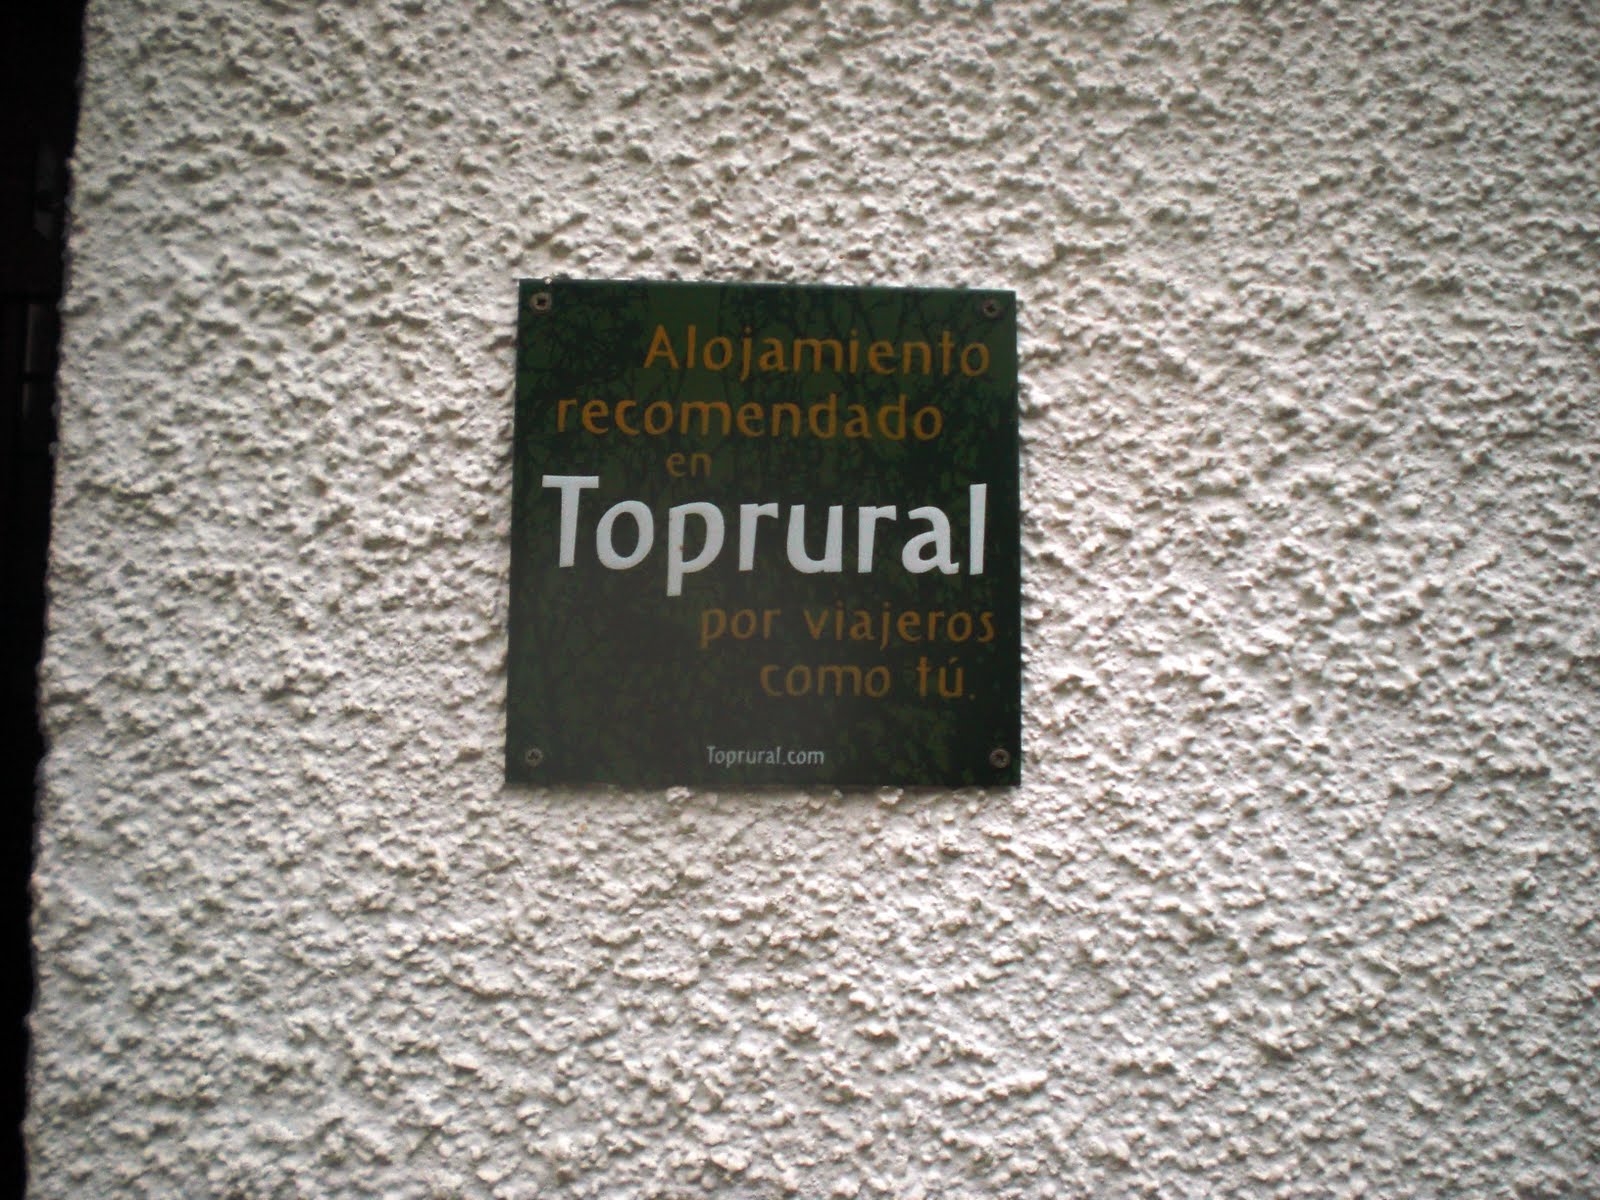 Alojamiento
recomendado
en
Toprural
por viajeros
como tú.
Toprural.com